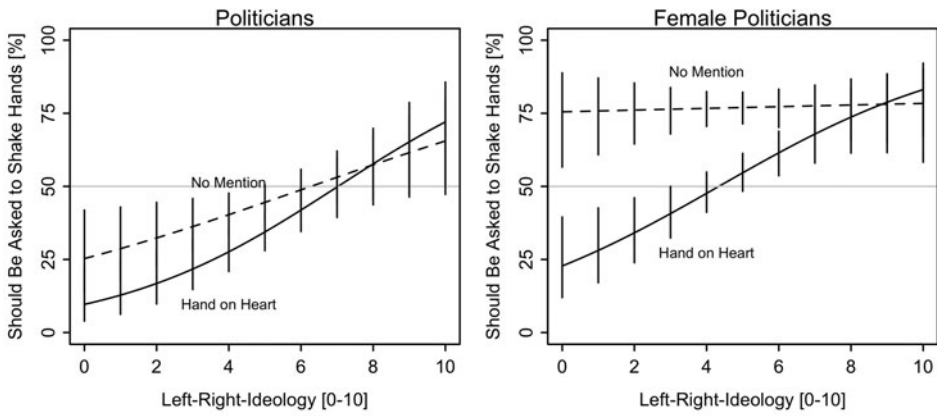 Politicians
Should Be Asked to Shake Hands [%]
100
75
50
25
0
No Mention
Hand on Heart
0 2 4 6 8 10
Left-Right-Ideology [0-10]
Female Politicians
Should Be Asked to Shake Hands [%]
100
75
50
25
0
No Mention
Hand on Heart
0 2 4 6 8 10
Left-Right-Ideology [0-10]